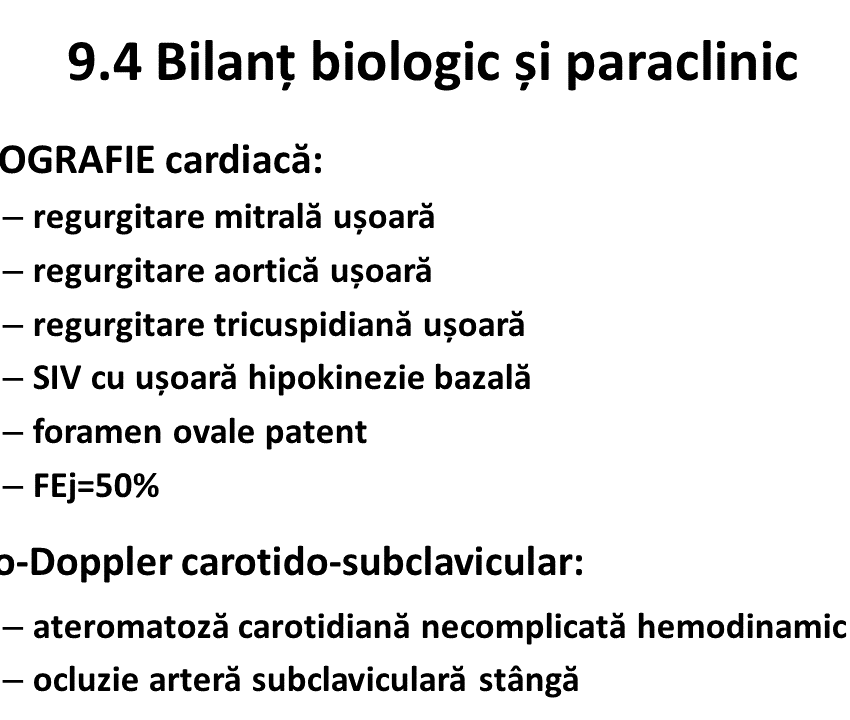 9.4 Bilanț biologic și paraclinic
OGRAFIE cardiacă:
– regurgitare mitrală ușoară
– regurgitare aortică ușoară
– regurgitare tricuspidiană ușoară
– SIV cu ușoară hipokinezie bazală
– foramen ovale patent
– FEj=50%
o-Doppler carotido-subclavicular:
– ateromatoză carotidiană necomplicată hemodinamic
– ocluzie arteră subclaviculară stângă